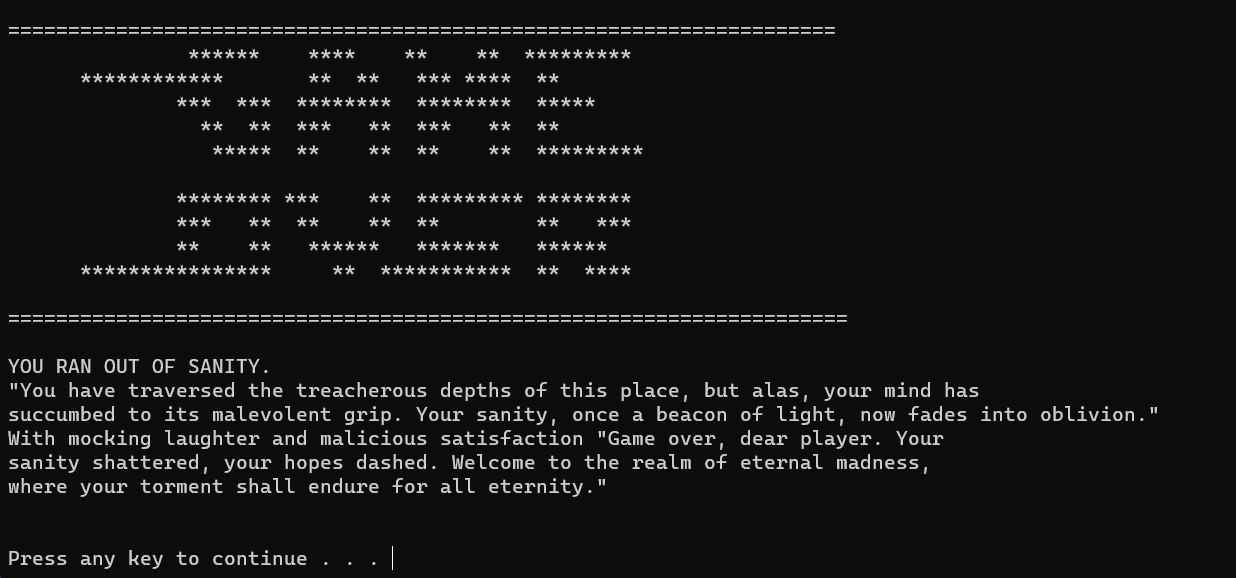 ======================================================================
               ******    ****    **    **  *********
      ************       **  **   *** ****  **
              ***  ***  ********  ********  *****
                **  **  ***   **  ***   **  **
                 *****  **    **  **    **  *********
              ******** ***    **  ********* ********
              ***   **  **    **  **        **   ***
              **    **   ******   *******   ******
      ****************     **  ***********  **  ****
======================================================================
YOU RAN OUT OF SANITY.
"You have traversed the treacherous depths of this place, but alas, your mind has
succumbed to its malevolent grip. Your sanity, once a beacon of light, now fades into oblivion."
With mocking laughter and malicious satisfaction "Game over, dear player. Your
sanity shattered, your hopes dashed. Welcome to the realm of eternal madness,
where your torment shall endure for all eternity."
Press any key to continue . . .